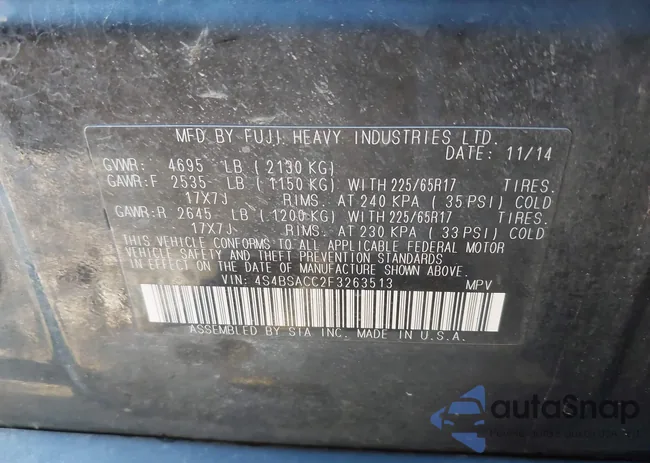 MFD BY FUJI HEAVY INDUSTRIES LTD.
DATE: 11/14
GVWR: 4695 LB (2130 KG)
GAWR:F 2535 LB (1150 KG) WITH 225/65R17 TIRES.
17X7J RIMS. AT 240 KPA (35 PSI) COLD
GAWR:R 2645 LB (1200 KG) WITH 225/65R17 TIRES.
17X7J RIMS. AT 230 KPA (33 PSI) COLD
THIS VEHICLE CONFORMS TO ALL APPLICABLE FEDERAL MOTOR
VEHICLE SAFETY AND THEFT PREVENTION STANDARDS
IN EFFECT ON THE DATE OF MANUFACTURE SHOWN ABOVE.
VIN: 4S4BSACC2F3263513 MPV
ASSEMBLED BY SIA INC. MADE IN U.S.A.
autoSnap